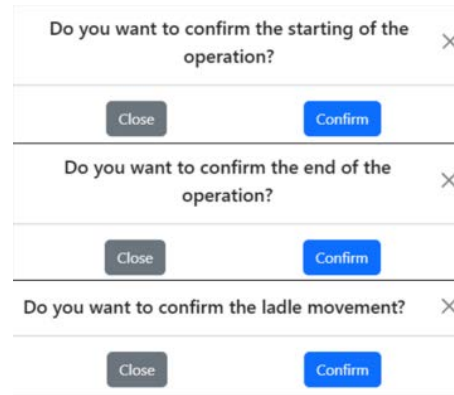 Do you want to confirm the starting of the
operation?
Close Confirm
Do you want to confirm the end of the
operation?
Close Confirm
Do you want to confirm the ladle movement?
Close Confirm